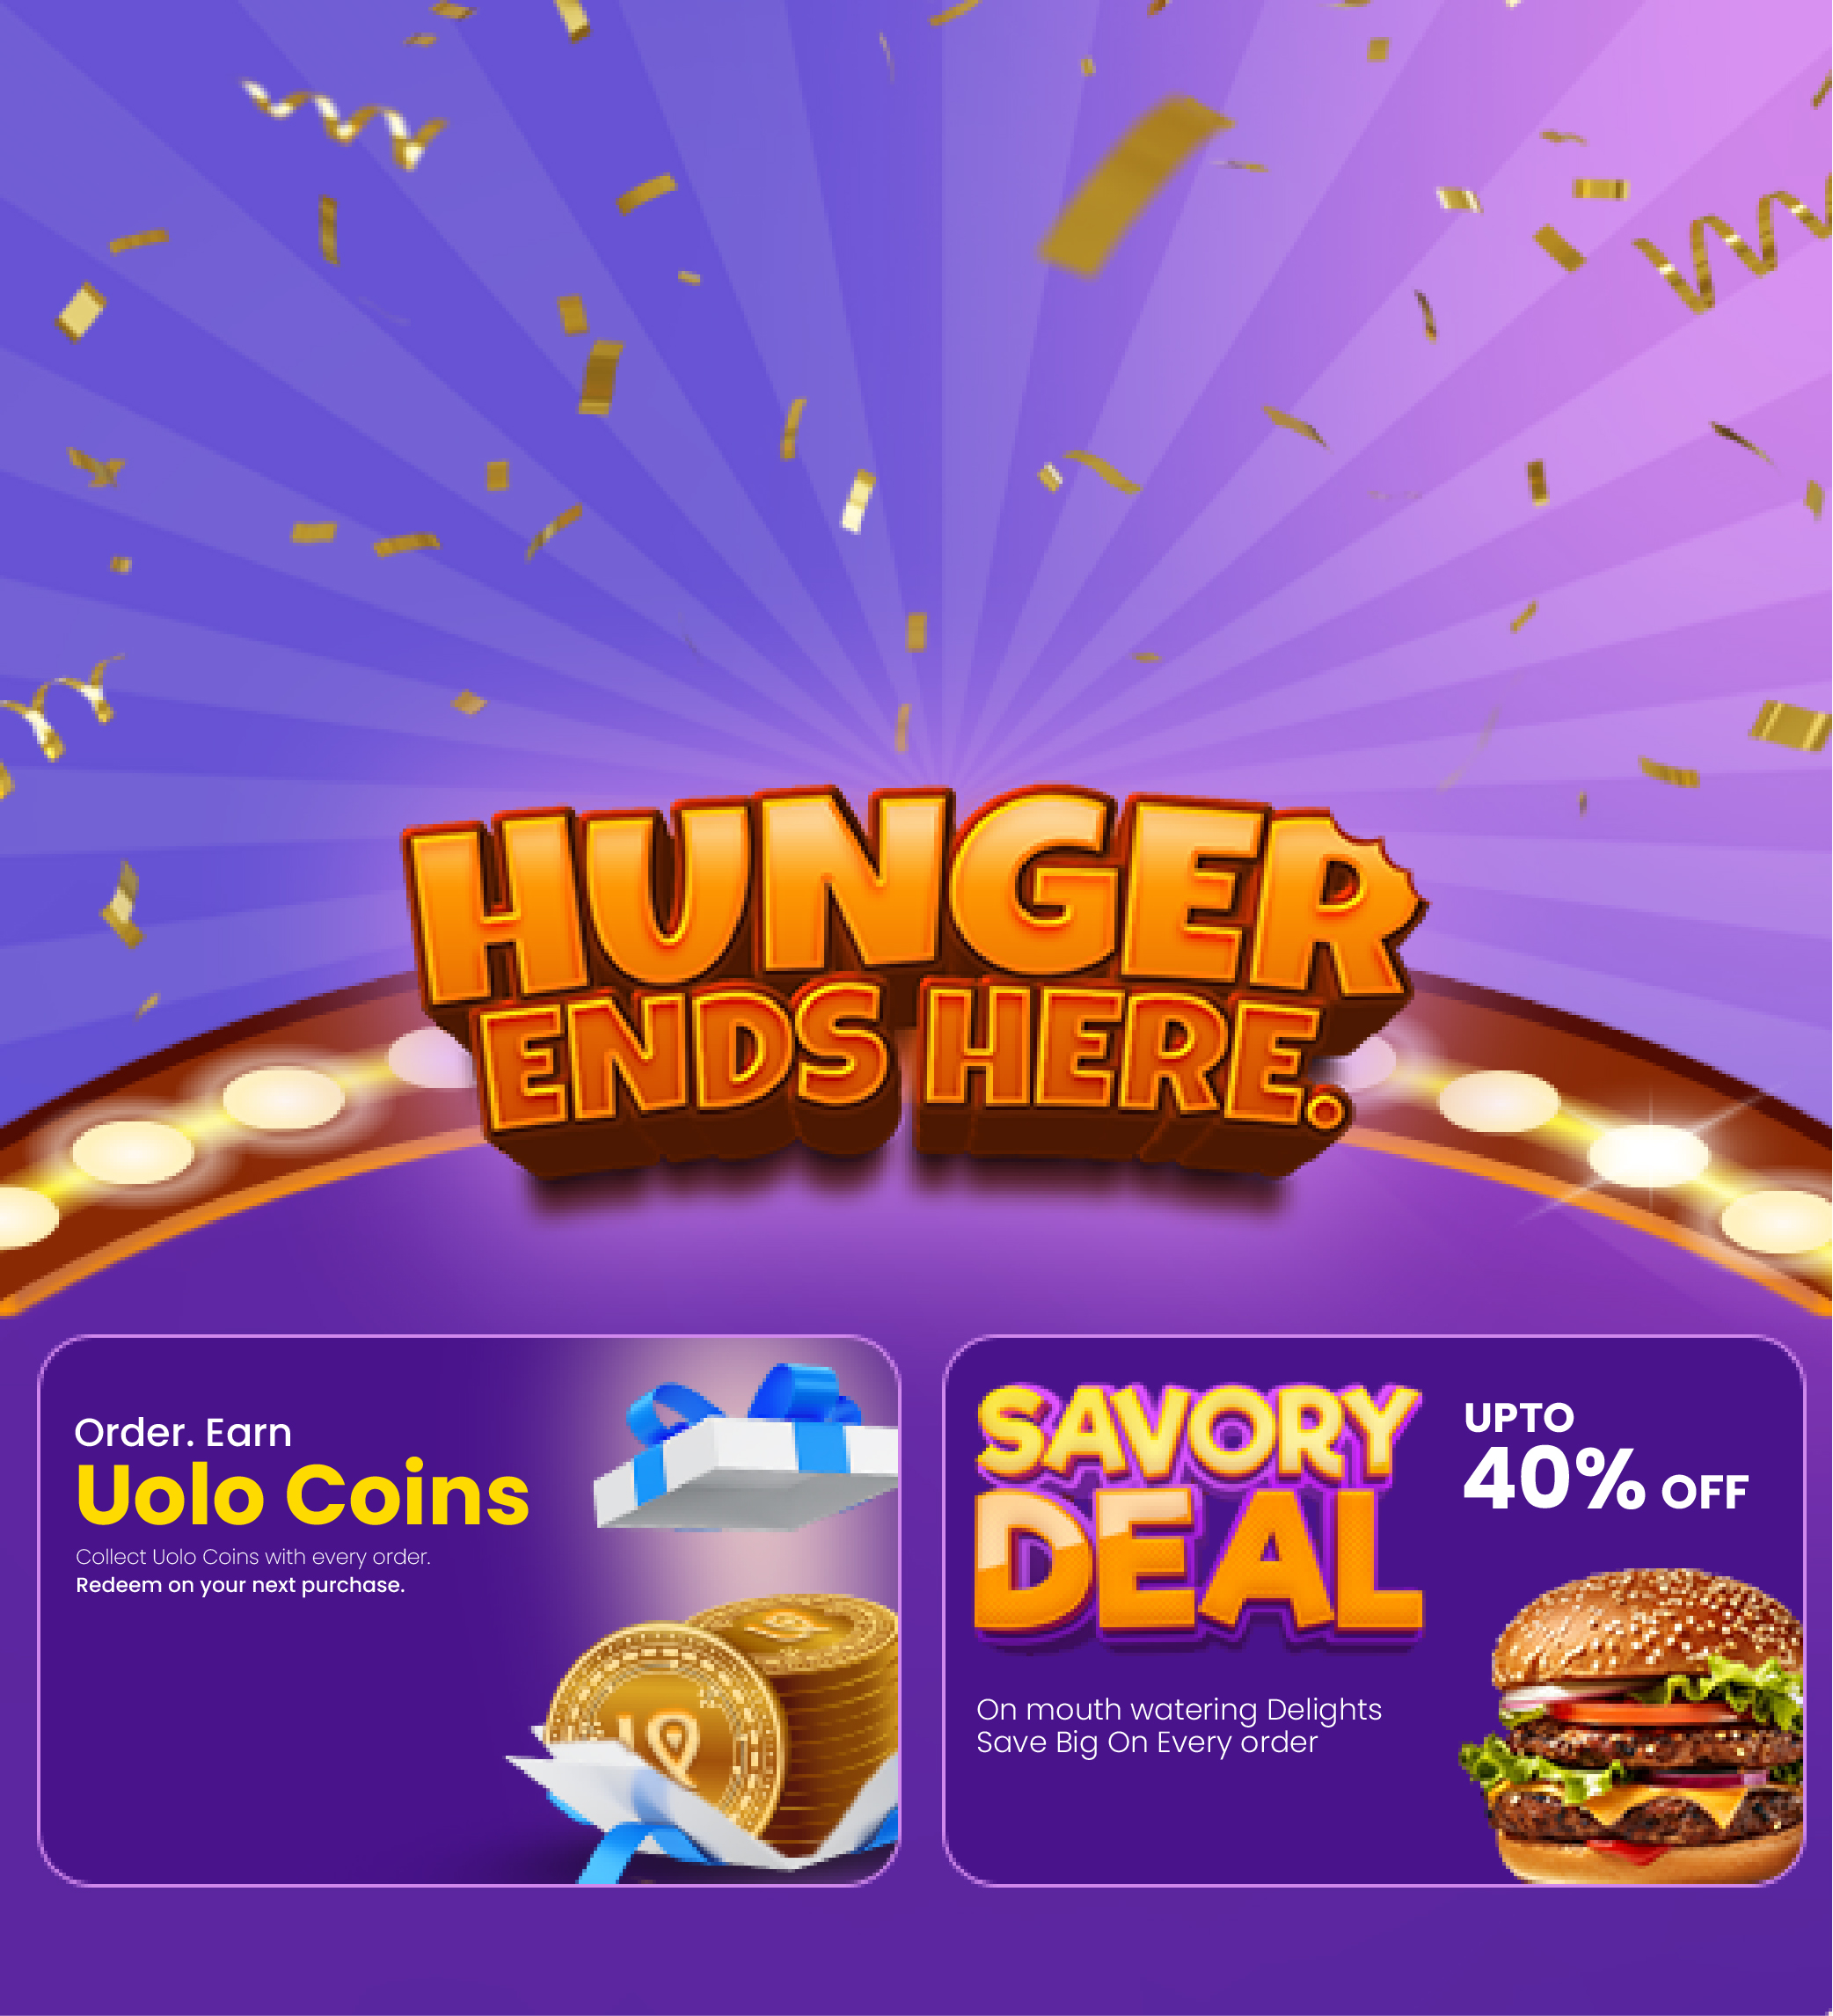 HUNGER
ENDS HERE.
Order. Earn
Uolo Coins
Collect Uolo Coins with every order.
Redeem on your next purchase.
SAVORY
DEAL
UPTO
40% OFF
On mouth watering Delights
Save Big On Every order